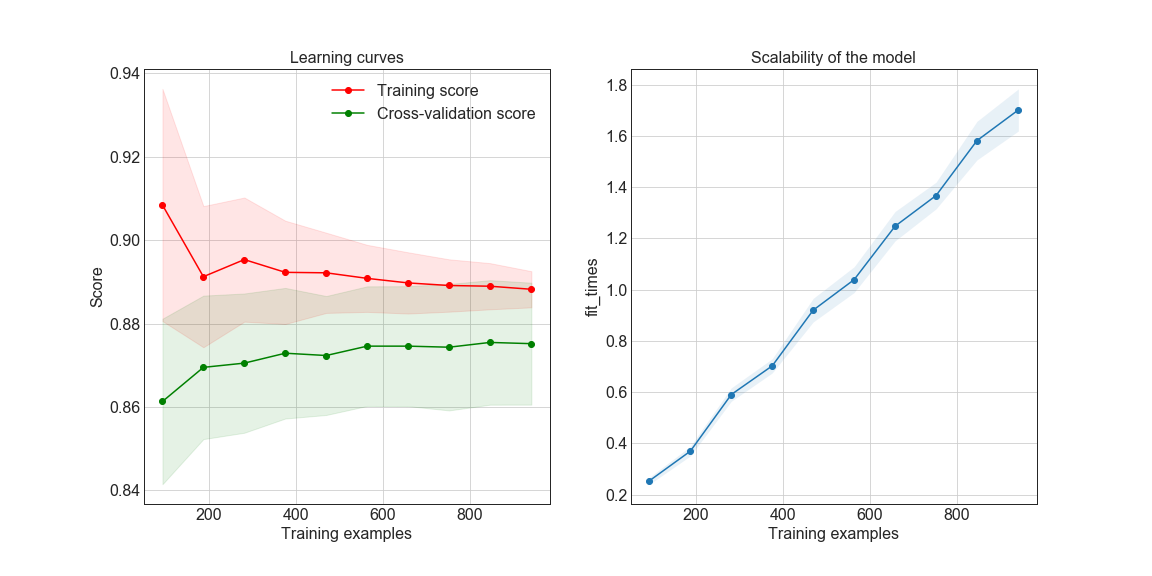 Learning curves
0.94
0.92
0.90
0.88
0.86
0.84
Score
Training score
Cross-validation score
200 400 600 800
Training examples
Scalability of the model
1.8
1.6
1.4
1.2
1.0
0.8
0.6
0.4
0.2
fit_times
200 400 600 800
Training examples